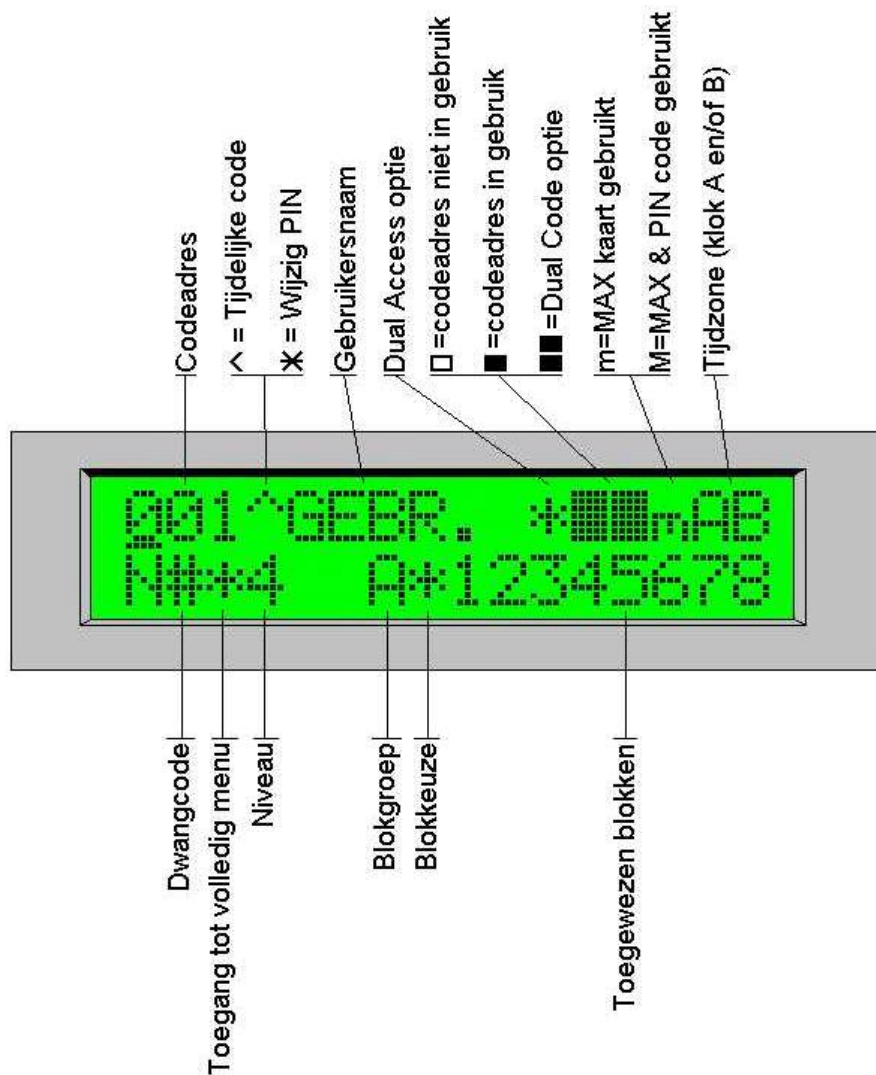 Codeadres
^ = Tijdelijke code
* = Wijzig PIN
Gebruikersnaam
Dual Access optie
□=codeadres niet in gebruik
■=codeadres in gebruik
■■=Dual Code optie
m=MAX kaart gebruikt
M=MAX & PIN code gebruikt
Tijdzone (klok A en/of B)
001^GEBR. *■■mAB
N#*4 A*12345678
Dwangcode
Toegang tot volledig menu
Niveau
Blokgroep
Blokkeuze
Toegewezen blokken